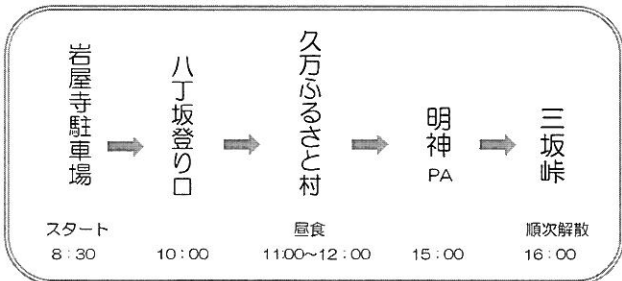 岩屋寺駐車場
八丁坂登り口
久万ふるさと村
明神PA
三坂峠
スタート
昼食
順次解散
8:30
10:00
11:00~12:00
15:00
16:00